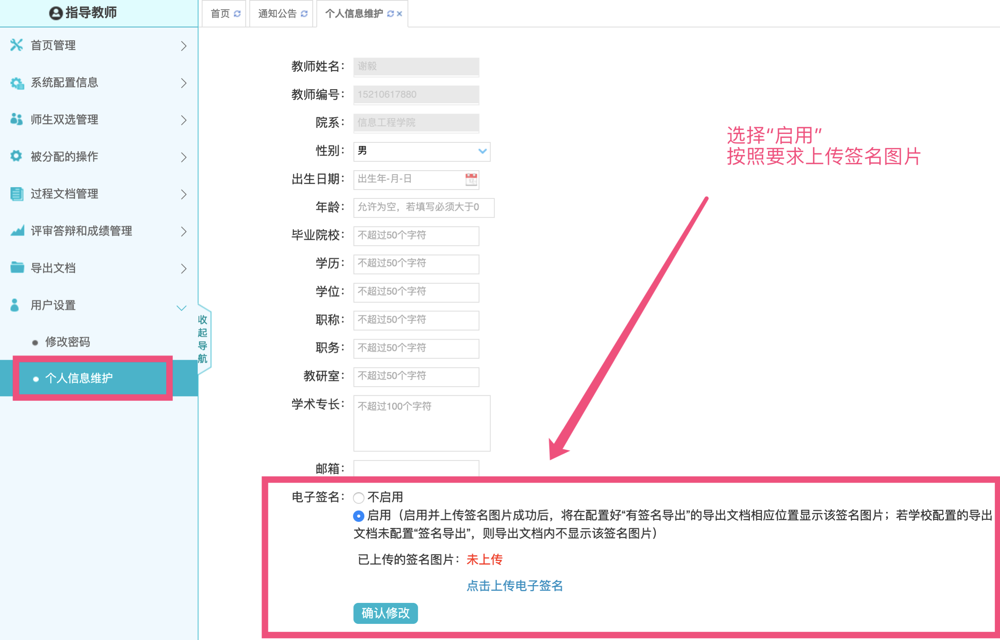 指导教师
首页
通知公告
个人信息维护
首页管理
系统配置信息
师生双选管理
被分配的操作
过程文档管理
评审答辩和成绩管理
导出文档
用户设置
修改密码
个人信息维护
收起导航
教师姓名：谢毅
教师编号：15210617880
院系：信息工程学院
性别：男
出生日期：出生年-月-日
年龄：允许为空，若填写必须大于0
毕业院校：不超过50个字符
学历：不超过50个字符
学位：不超过50个字符
职称：不超过50个字符
职务：不超过50个字符
教研室：不超过50个字符
学术专长：不超过100个字符
邮箱：
选择“启用”
按照要求上传签名图片
电子签名：不启用
启用（启用并上传签名图片成功后，将在配置好“有签名导出”的导出文档相应位置显示该签名图片；若学校配置的导出
文档未配置“签名导出”，则导出文档内不显示该签名图片）
已上传的签名图片：未上传
点击上传电子签名
确认修改